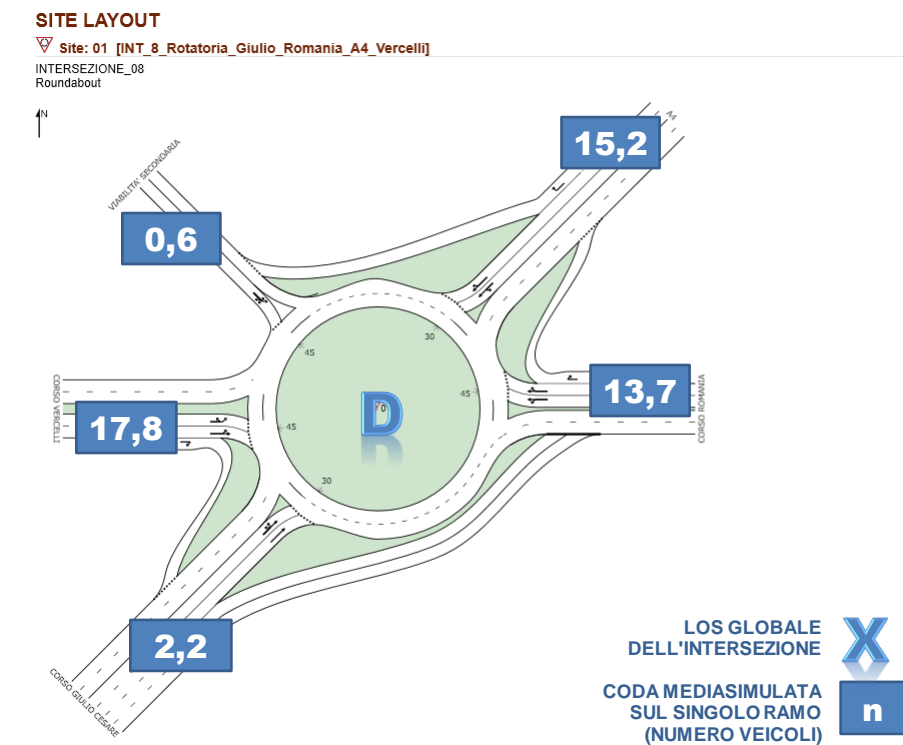 SITE LAYOUT
Site: 01 [INT_8_Rotatoria_Giulio_Romania_A4_Vercelli]
INTERSEZIONE_08
Roundabout
N
A4
15,2
VIABILITA' SECONDARIA
0,6
30
45
CORSO VERCELLI
17,8
45
D
0
45
13,7
CORSO ROMANIA
30
2,2
CORSO GIULIO CESARE
LOS GLOBALE
DELL'INTERSEZIONE
X
CODA MEDIASIMULATA
SUL SINGOLO RAMO
(NUMERO VEICOLI)
n